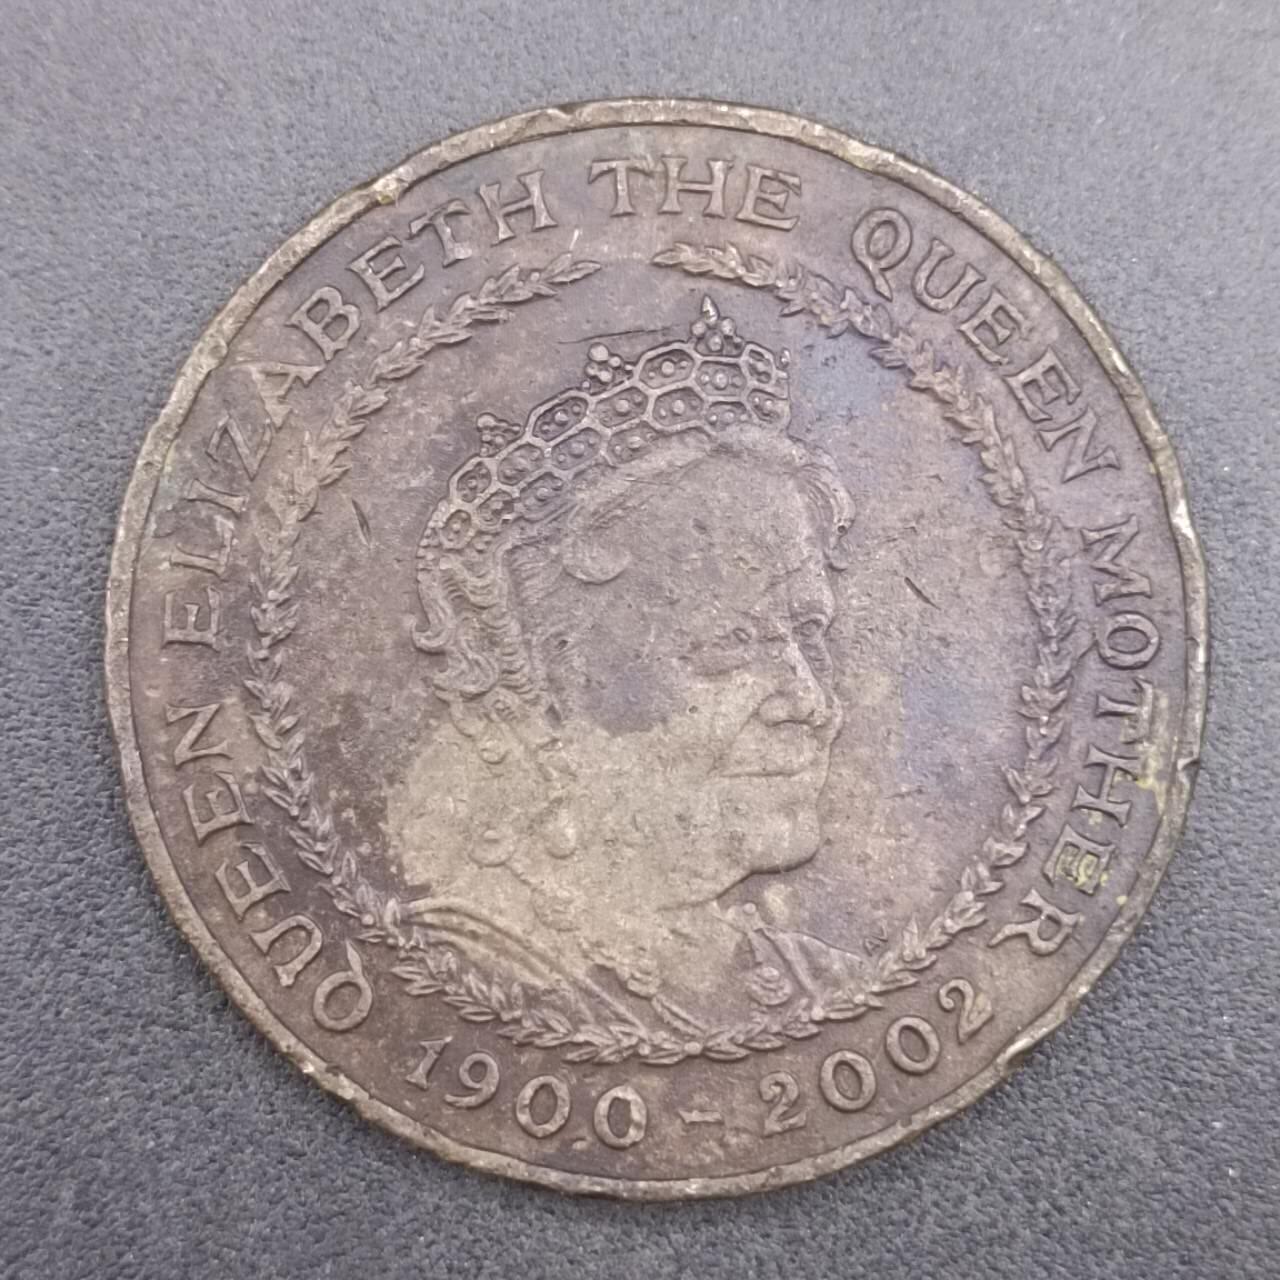 QUEEN ELIZABETH THE QUEEN MOTHER
1900 - 2002